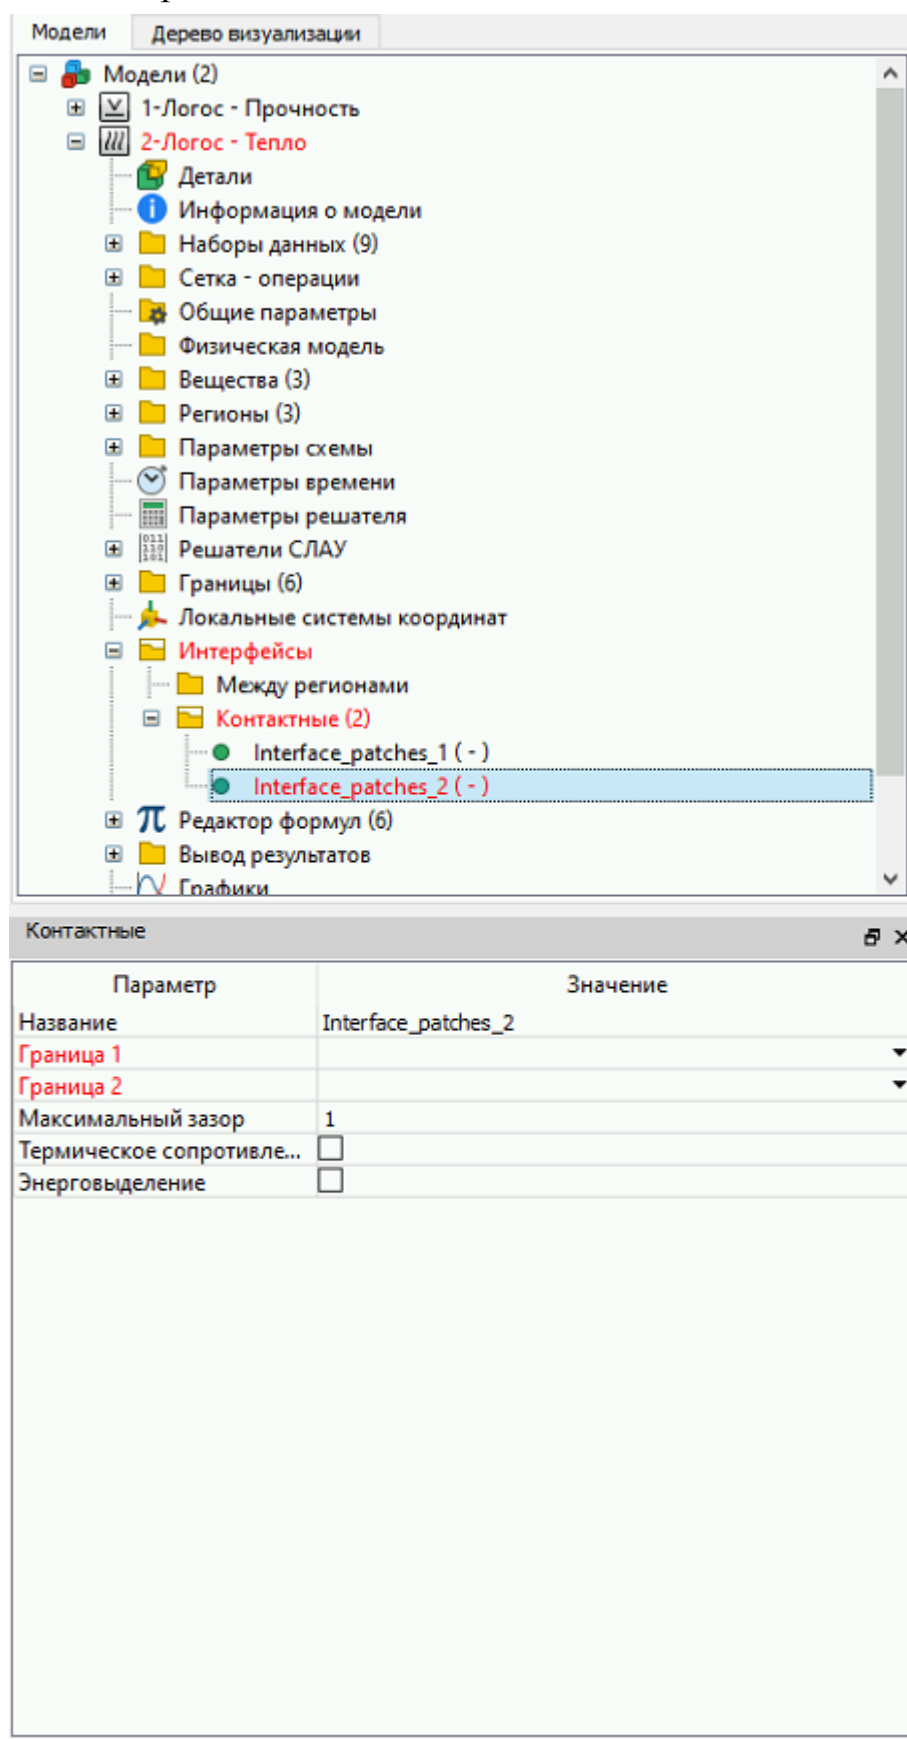 Модели Дерево визуализации
Модели (2)
1-Логос - Прочность
2-Логос - Тепло
Детали
Информация о модели
Наборы данных (9)
Сетка - операции
Общие параметры
Физическая модель
Вещества (3)
Регионы (3)
Параметры схемы
Параметры времени
Параметры решателя
Решатели СЛАУ
Границы (6)
Локальные системы координат
Интерфейсы
Между регионами
Контактные (2)
Interface_patches_1 ( - )
Interface_patches_2 ( - )
Редактор формул (6)
Вывод результатов
Графики
Контактные
Параметр Значение
Название Interface_patches_2
Граница 1
Граница 2
Максимальный зазор 1
Термическое сопротивле...
Энерговыделение